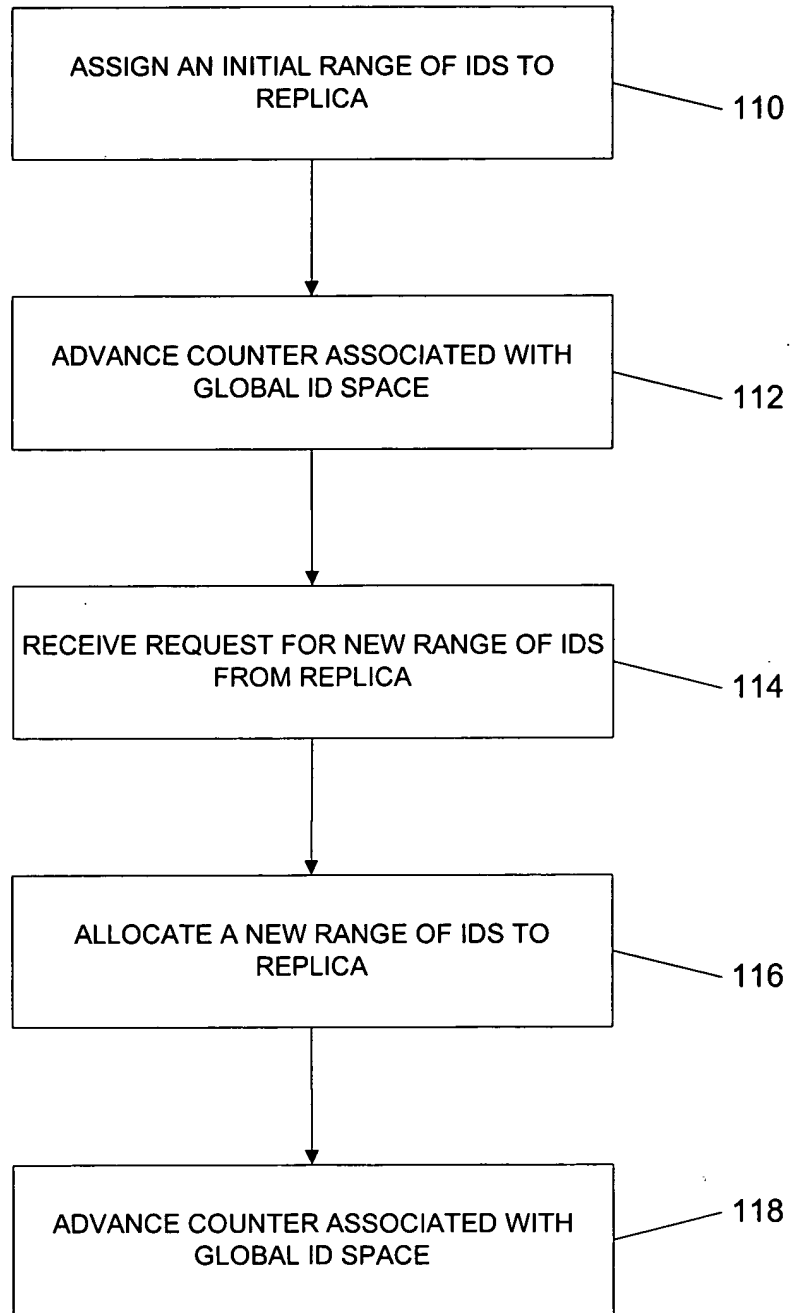 ASSIGN AN INITIAL RANGE OF IDS TO
REPLICA
110
ADVANCE COUNTER ASSOCIATED WITH
GLOBAL ID SPACE
112
RECEIVE REQUEST FOR NEW RANGE OF IDS
FROM REPLICA
114
ALLOCATE A NEW RANGE OF IDS TO
REPLICA
116
ADVANCE COUNTER ASSOCIATED WITH
GLOBAL ID SPACE
118